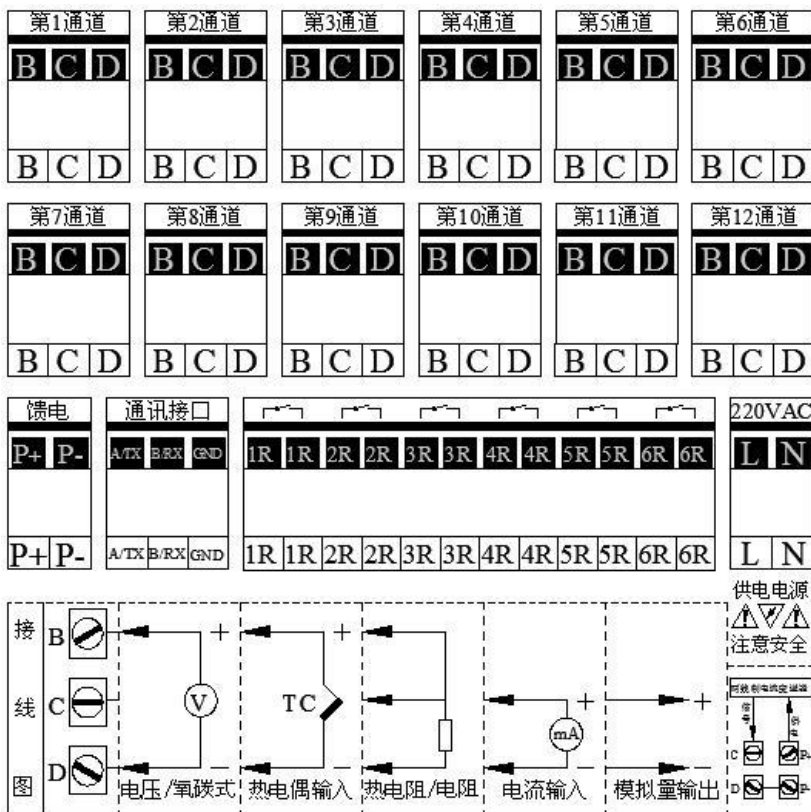 第1通道 第2通道 第3通道 第4通道 第5通道 第6通道
B C D B C D B C D B C D B C D B C D
B C D B C D B C D B C D B C D B C D
第7通道 第8通道 第9通道 第10通道 第11通道 第12通道
B C D B C D B C D B C D B C D B C D
B C D B C D B C D B C D B C D B C D
馈电 通讯接口 220VAC
P+ P- A/TX B/RX GND 1R 1R 2R 2R 3R 3R 4R 4R 5R 5R 6R 6R L N
P+ P- A/TX B/RX GND 1R 1R 2R 2R 3R 3R 4R 4R 5R 5R 6R 6R L N
供电电源
注意安全
接线图
B + + +
C V TC + mA +
D - - - - -
电压/氧碳式 热电偶输入 热电阻/电阻 电流输入 模拟量输出
信号 信号
C P+
D P-